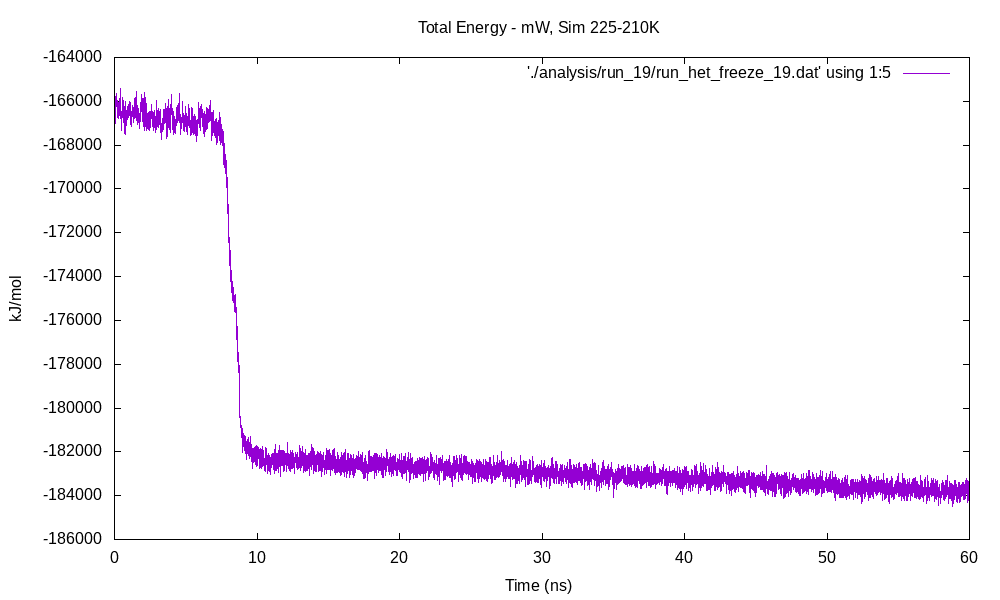 Total Energy - mW, Sim 225-210K
'./analysis/run_19/run_het_freeze_19.dat' using 1:5
-164000
-166000
-168000
-170000
-172000
-174000
-176000
-178000
-180000
-182000
-184000
-186000
kJ/mol
0 10 20 30 40 50 60
Time (ns)